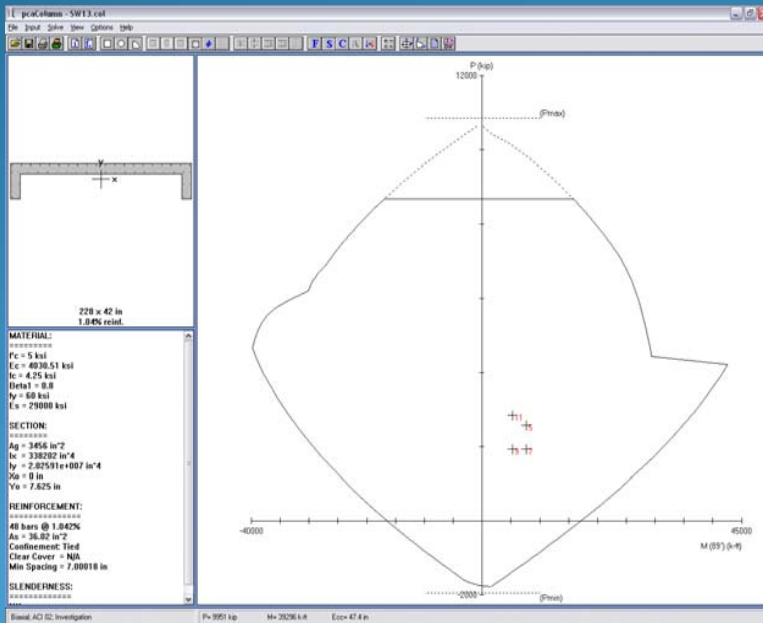 pcaColumn - SW13.col
File Input Solve View Options Help
F S C
y
x
228 x 42 in
1.04% reinf.
MATERIAL:
=========
f'c = 5 ksi
Ec = 4030.51 ksi
fc = 4.25 ksi
Beta1 = 0.8
fy = 60 ksi
Es = 29000 ksi
SECTION:
========
Ag = 3456 in^2
Ix = 338202 in^4
Iy = 2.02591e+007 in^4
Xo = 0 in
Yo = 7.625 in
REINFORCEMENT:
==============
48 bars @ 1.042%
As = 36.02 in^2
Confinement: Tied
Clear Cover = N/A
Min Spacing = 7.00018 in
SLENDERNESS:
P (kip)
12000
(Pmax)
11
5
7
-40000
45000
M (89°) (k-ft)
-2000
(Pmin)
Biaxial, ACI 02; Investigation
P= 9951 kip M= 39296 k-ft Ecc= 47.4 in